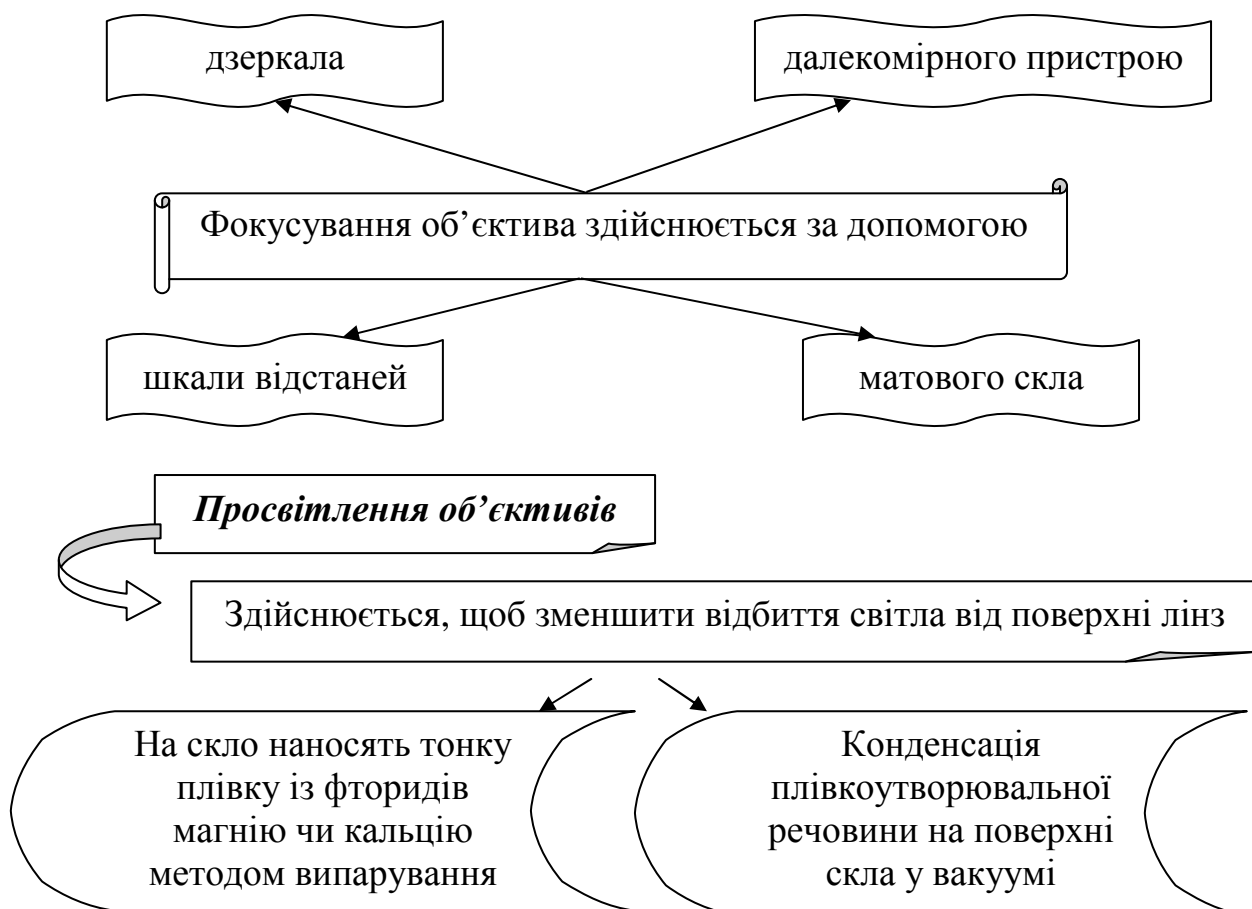 дзеркала
далекомірного пристрою
Фокусування об’єктива здійснюється за допомогою
шкали відстаней
матового скла
Просвітлення об’єктивів
Здійснюється, щоб зменшити відбиття світла від поверхні лінз
На скло наносять тонку
плівку із фторидів
магнію чи кальцію
методом випарування
Конденсація
плівкоутворювальної
речовини на поверхні
скла у вакуумі